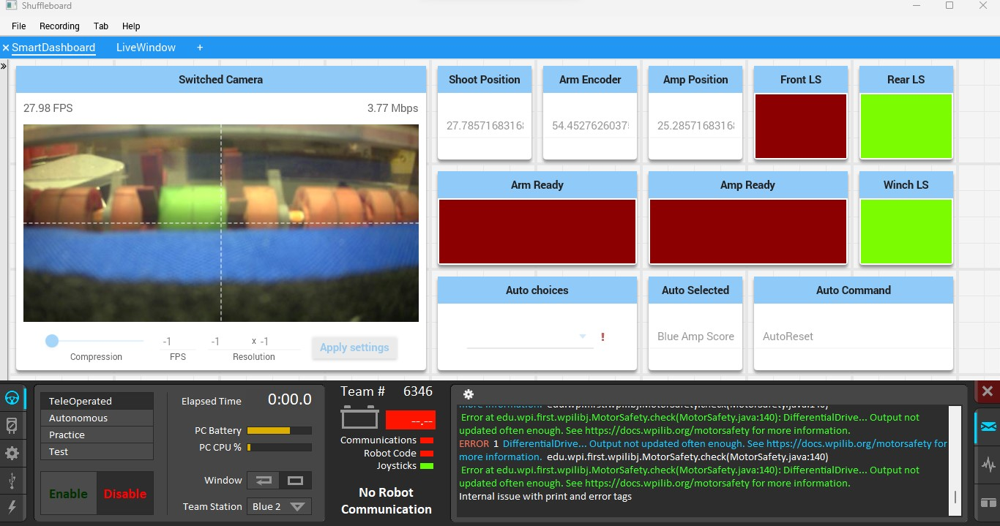 Shuffleboard
File Recording Tab Help
SmartDashboard LiveWindow +
Switched Camera
27.98 FPS 3.77 Mbps
-1 -1 x -1
Compression FPS Resolution
Apply settings
Shoot Position Arm Encoder Amp Position Front LS Rear LS
27.78571683168 54.4527626037 25.28571683168
Arm Ready Amp Ready Winch LS
Auto choices Auto Selected Auto Command
! Blue Amp Score AutoReset
TeleOperated
Autonomous
Practice
Test
Enable Disable
Elapsed Time 0:00.0
PC Battery
PC CPU %
Window
Team Station Blue 2
Team # 6346
--.--
Communications
Robot Code
Joysticks
No Robot
Communication
more information. edu.wpi.first.wpilibj.MotorSafety.check(MotorSafety.java:140)
Error at edu.wpi.first.wpilibj.MotorSafety.check(MotorSafety.java:140): DifferentialDrive... Output not
updated often enough. See https://docs.wpilib.org/motorsafety for more information.
ERROR 1 DifferentialDrive... Output not updated often enough. See https://docs.wpilib.org/motorsafety for
more information. edu.wpi.first.wpilibj.MotorSafety.check(MotorSafety.java:140)
Error at edu.wpi.first.wpilibj.MotorSafety.check(MotorSafety.java:140): DifferentialDrive... Output not
updated often enough. See https://docs.wpilib.org/motorsafety for more information.
Internal issue with print and error tags